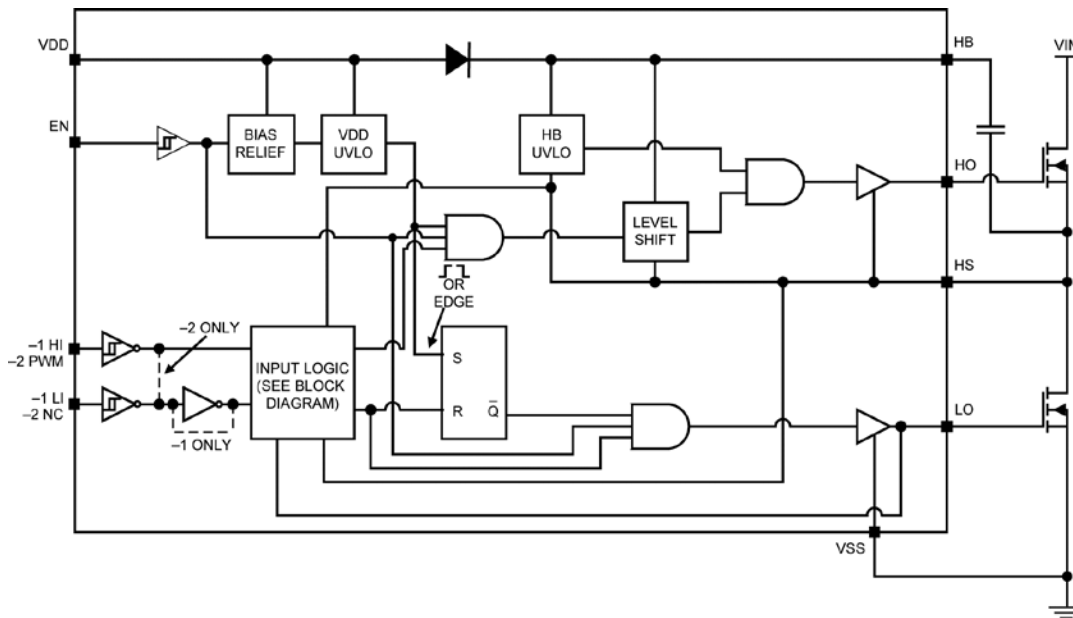 VDD
HB
VIN
EN
BIAS
RELIEF
VDD
UVLO
HB
UVLO
HO
LEVEL
SHIFT
HS
OR
EDGE
–1 HI
–2 PWM
–2 ONLY
–1 LI
–2 NC
–1 ONLY
INPUT LOGIC
(SEE BLOCK
DIAGRAM)
S
R
Q̅
LO
VSS